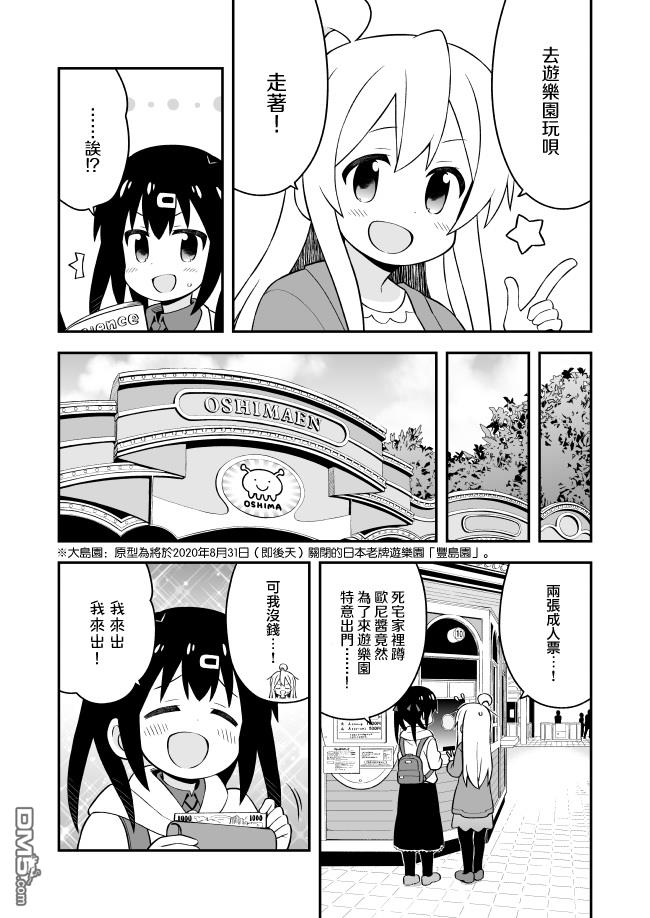 去遊樂園玩唄
走著！
……誒!?
ience
OSHIMAEN
OSHIMA
※大島園：原型為將於2020年8月31日（即後天）關閉的日本老牌遊樂園「豐島園」。
兩張成人票…！
死宅家裡蹲
歐尼醬竟然
為了來遊樂園
特意出門……！
10
可我沒錢…！
我來出
我來出！
1000
1000
DM5.com